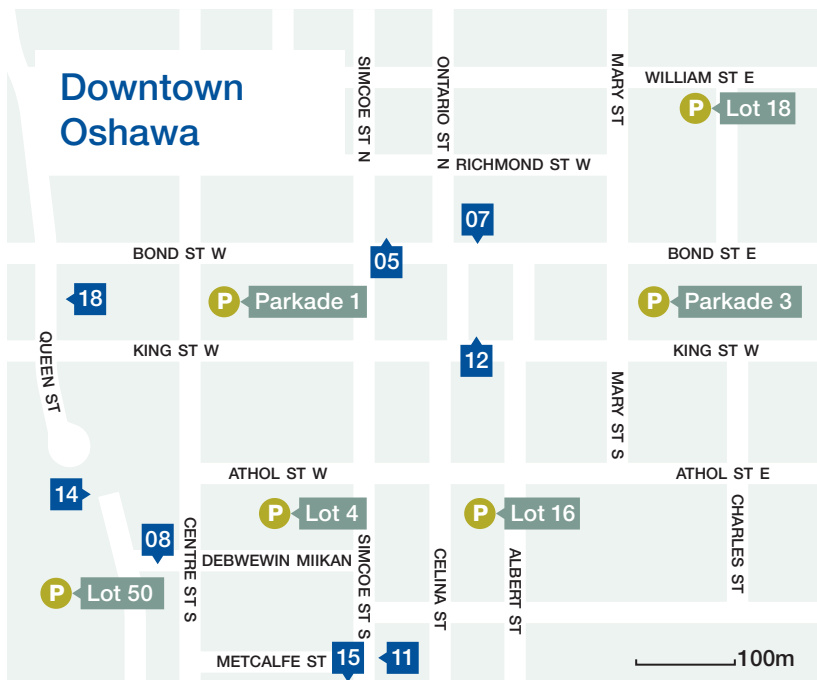 Downtown
Oshawa
SIMCOE ST N
ONTARIO ST N
MARY ST
WILLIAM ST E
P Lot 18
RICHMOND ST W
07
BOND ST W
05
BOND ST E
18
P Parkade 1
P Parkade 3
QUEEN ST
KING ST W
12
KING ST W
MARY ST S
ATHOL ST W
ATHOL ST E
14
P Lot 4
P Lot 16
CHARLES ST
08
CENTRE ST S
DEBWEWIN MIIKAN
SIMCOE ST S
CELINA ST
ALBERT ST
P Lot 50
METCALFE ST
15
11
100m